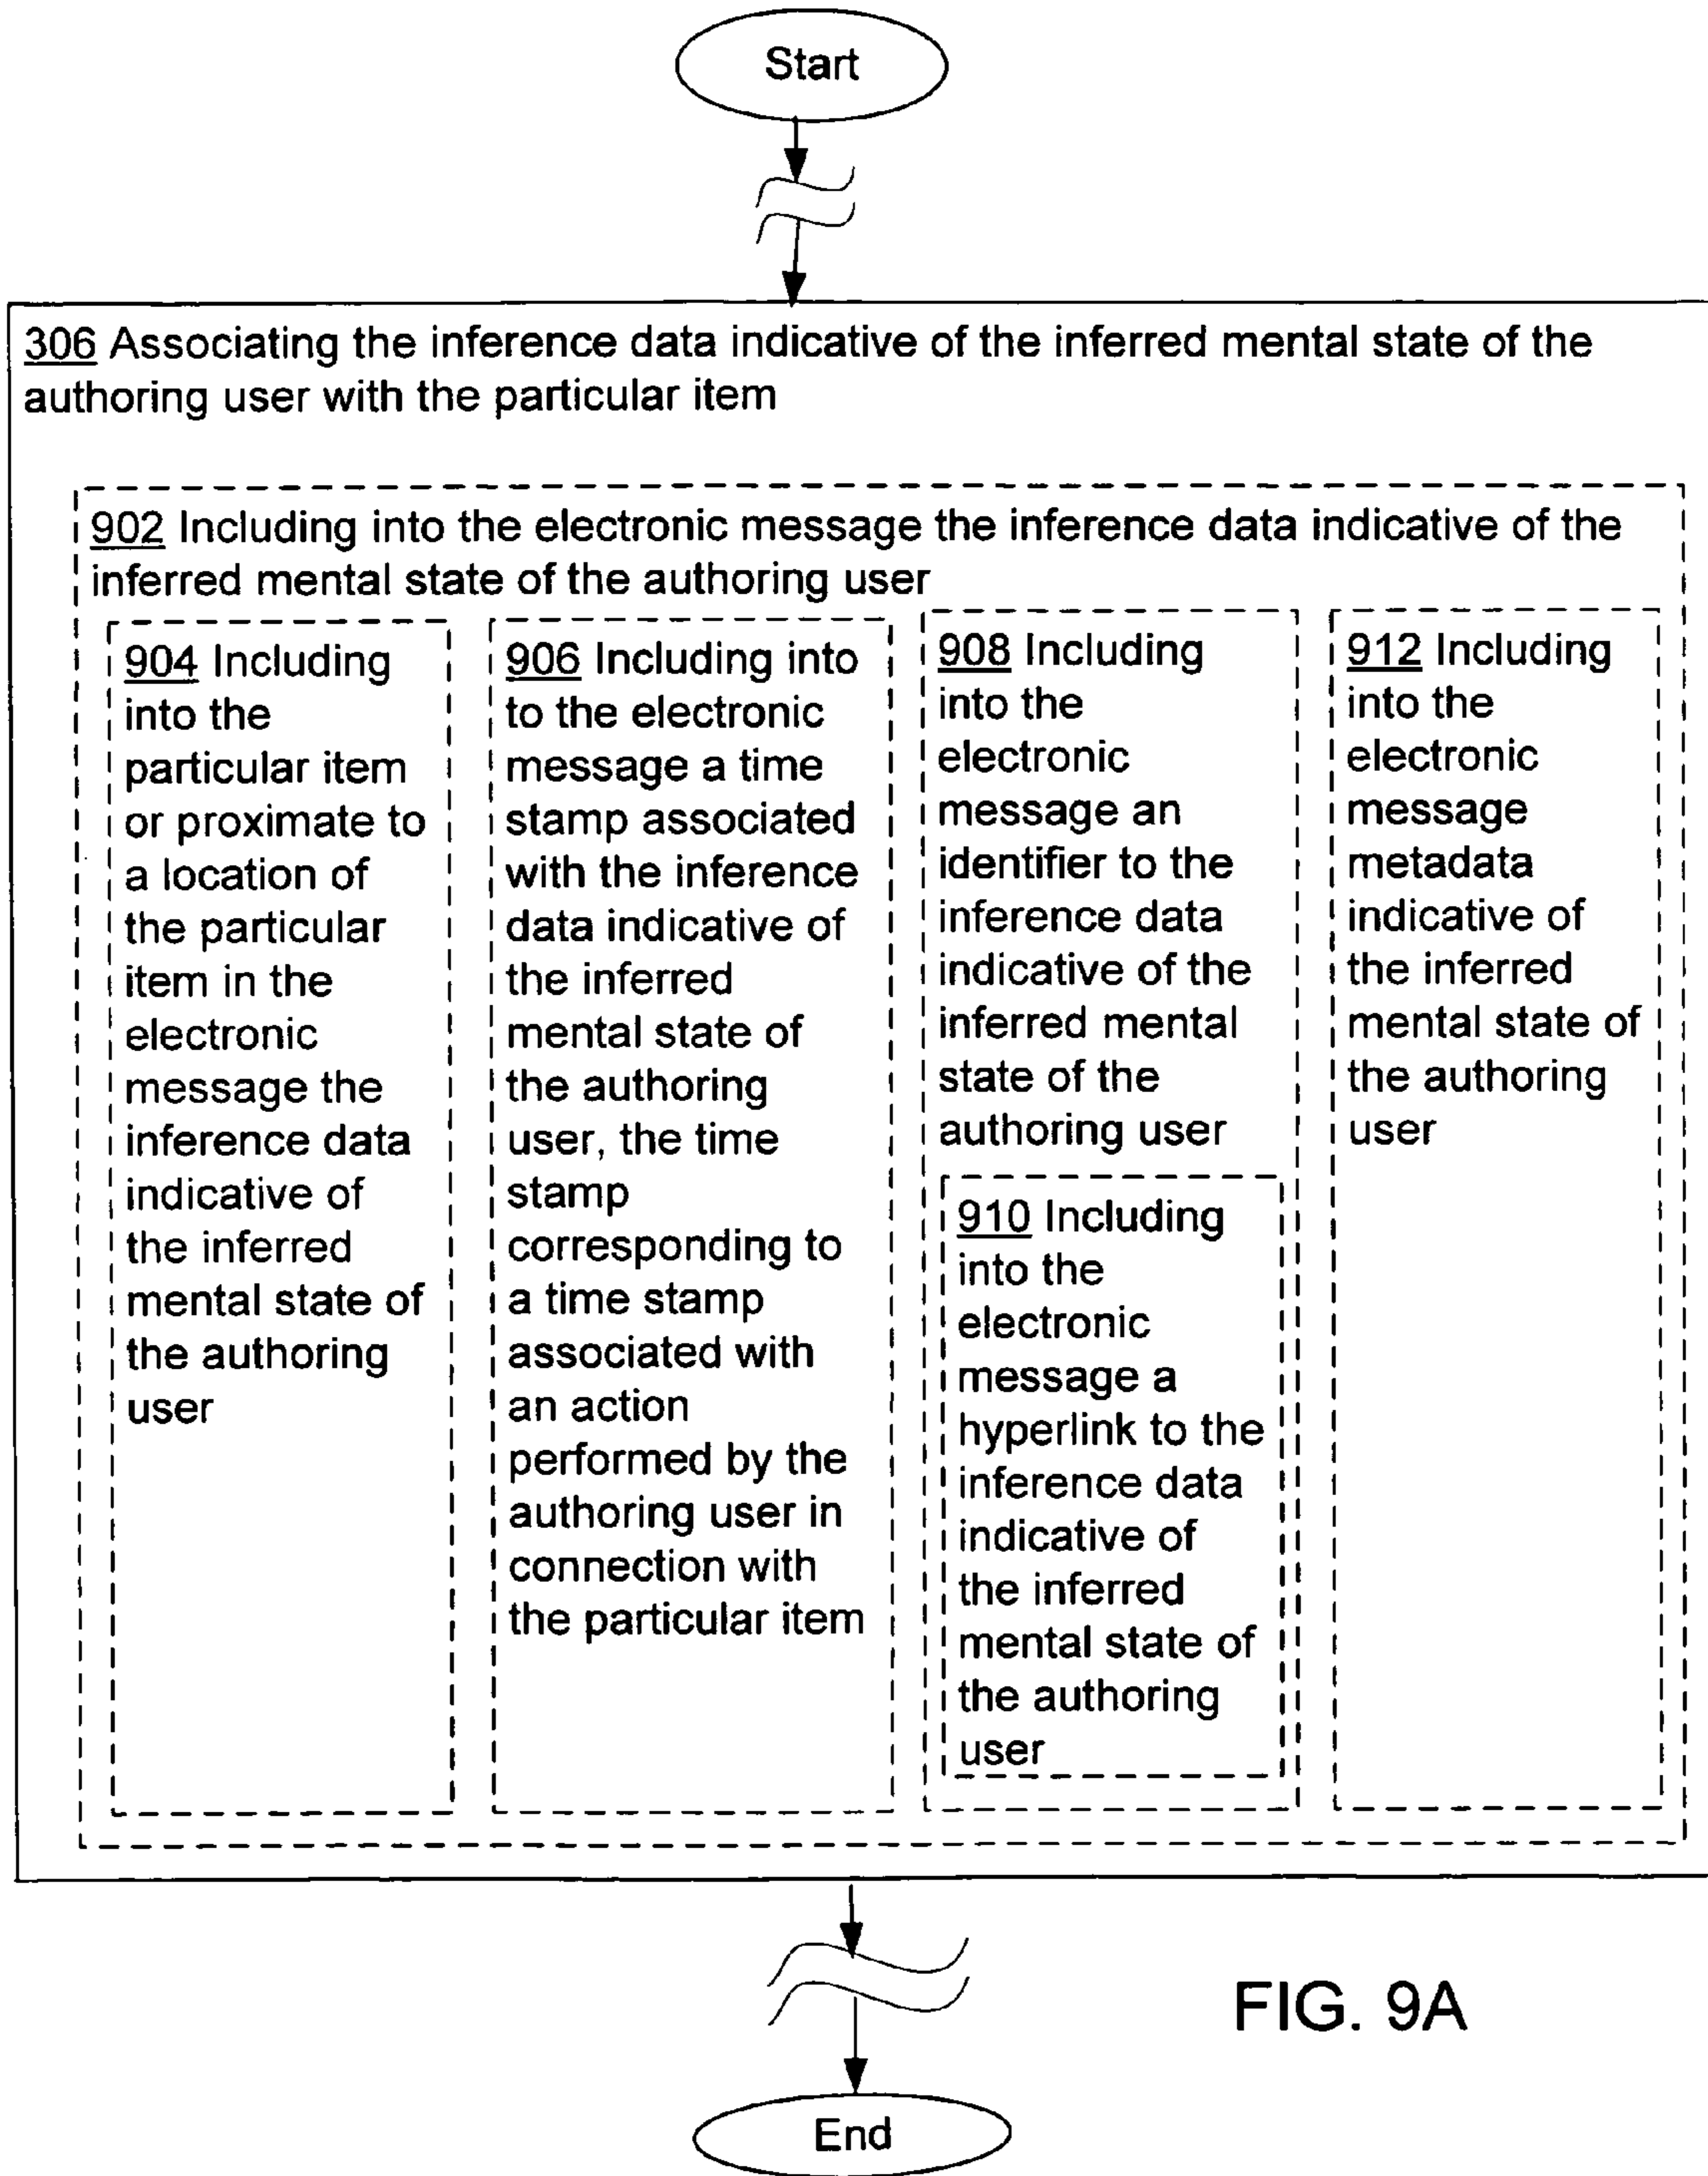 Start
306 Associating the inference data indicative of the inferred mental state of the
authoring user with the particular item
902 Including into the electronic message the inference data indicative of the
inferred mental state of the authoring user
904 Including
into the
particular item
or proximate to
a location of
the particular
item in the
electronic
message the
inference data
indicative of
the inferred
mental state of
the authoring
user
906 Including into
to the electronic
message a time
stamp associated
with the inference
data indicative of
the inferred
mental state of
the authoring
user, the time
stamp
corresponding to
a time stamp
associated with
an action
performed by the
authoring user in
connection with
the particular item
908 Including
into the
electronic
message an
identifier to the
inference data
indicative of the
inferred mental
state of the
authoring user
910 Including
into the
electronic
message a
hyperlink to the
inference data
indicative of
the inferred
mental state of
the authoring
user
912 Including
into the
electronic
message
metadata
indicative of
the inferred
mental state of
the authoring
user
FIG. 9A
End